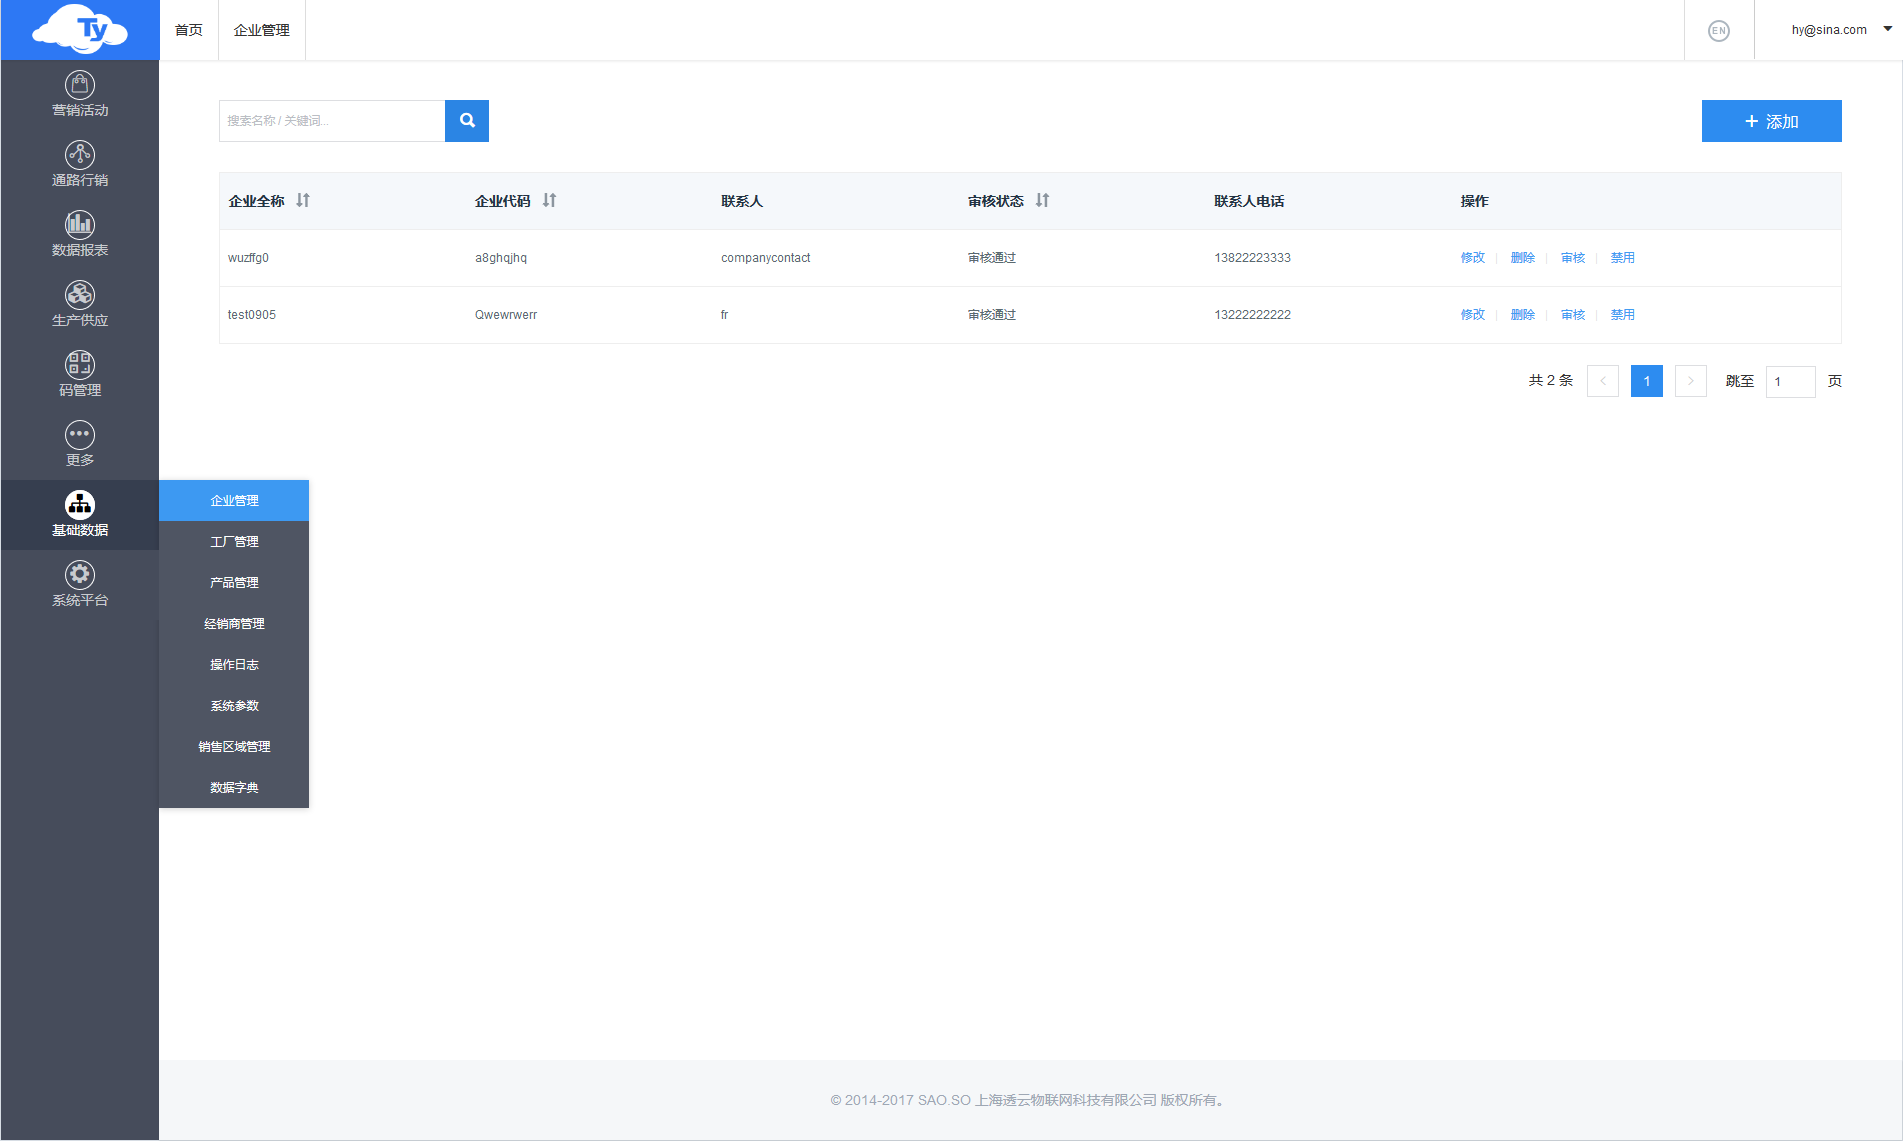 Ty 首页 企业管理 EN hy@sina.com
营销活动
通路行销
数据报表
生产供应
码管理
更多
基础数据
系统平台
企业管理
工厂管理
产品管理
经销商管理
操作日志
系统参数
销售区域管理
数据字典
搜索名称 / 关键词...
+ 添加
企业全称 企业代码 联系人 审核状态 联系人电话 操作
wuzffg0 a8ghqjhq companycontact 审核通过 13822223333 修改 | 删除 | 审核 | 禁用
test0905 Qwewrwerr fr 审核通过 13222222222 修改 | 删除 | 审核 | 禁用
共 2 条 < 1 > 跳至 1 页
© 2014-2017 SAO.SO 上海透云物联网科技有限公司 版权所有。